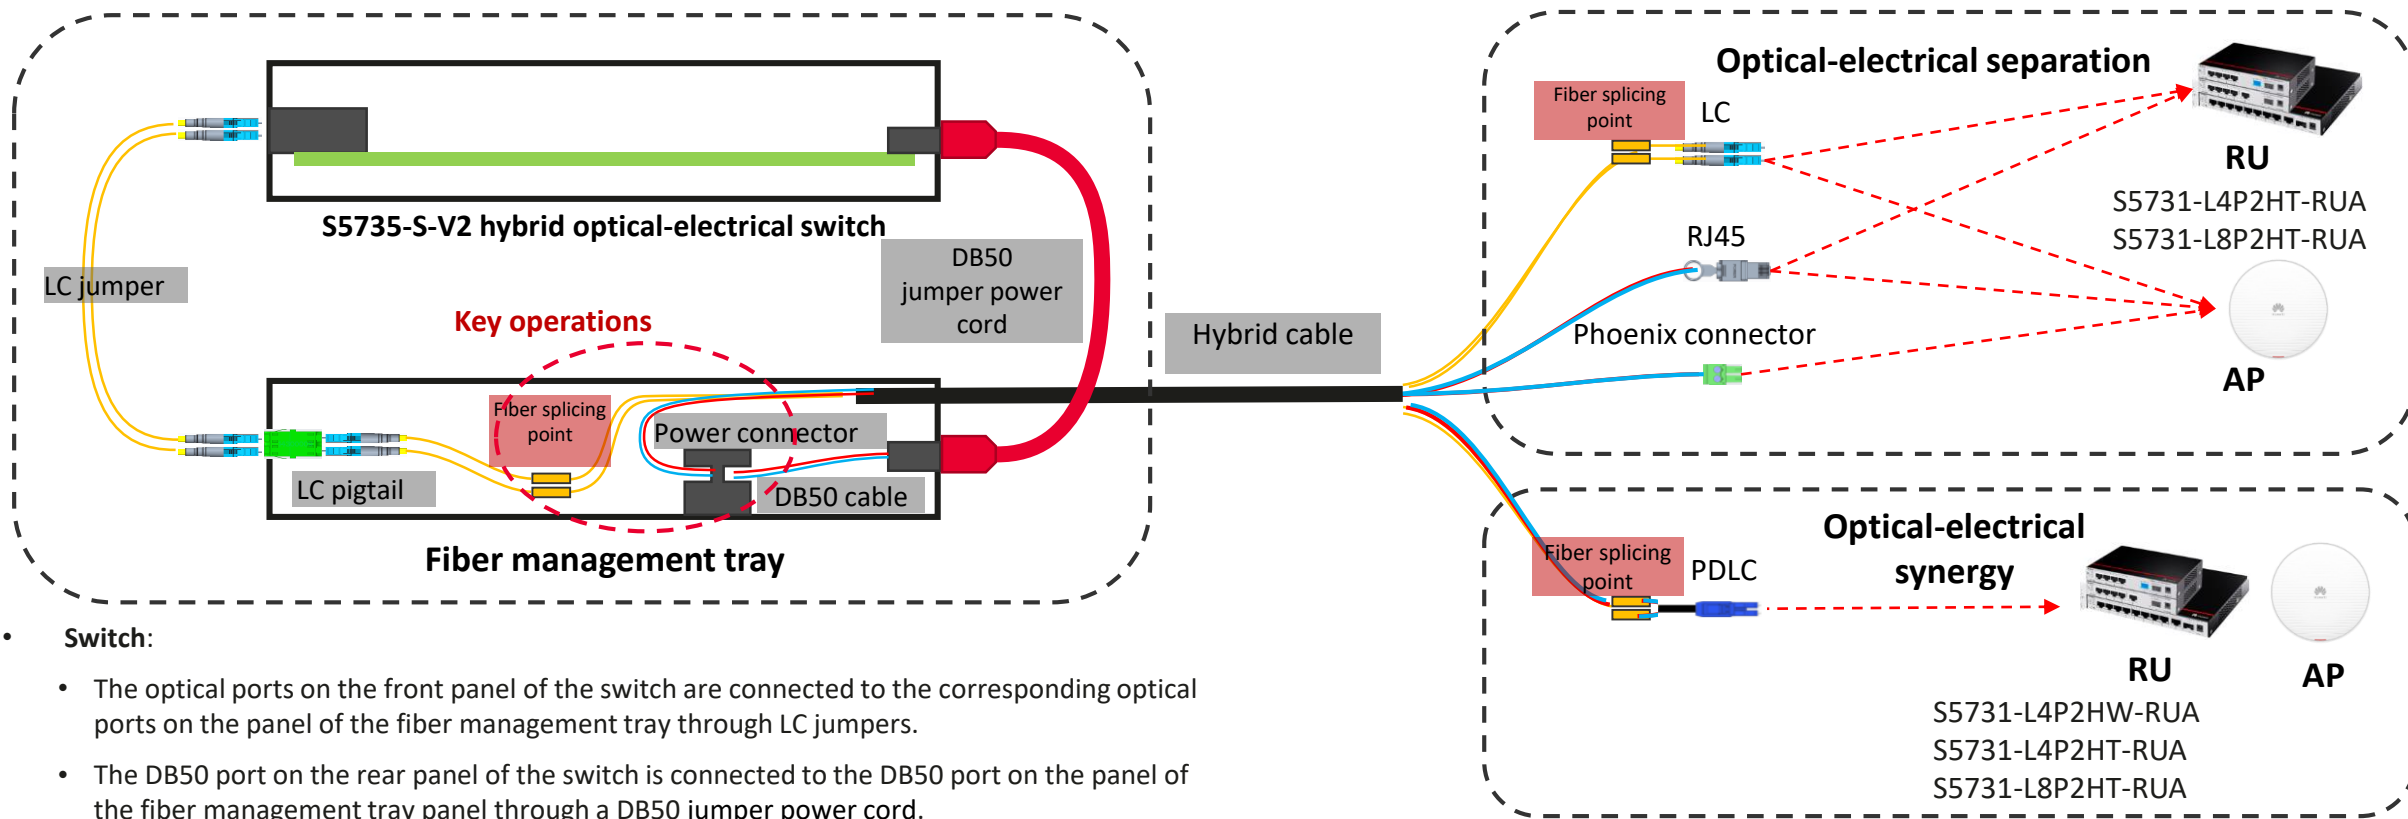 S5735-S-V2 hybrid optical-electrical switch
LC jumper
DB50
jumper power
cord
Key operations
Fiber splicing
point
Power connector
LC pigtail
DB50 cable
Fiber management tray
Hybrid cable
Optical-electrical separation
Fiber splicing
point
LC
RJ45
Phoenix connector
RU
S5731-L4P2HT-RUA
S5731-L8P2HT-RUA
AP
Optical-electrical
synergy
Fiber splicing
point
PDLC
RU
AP
S5731-L4P2HW-RUA
S5731-L4P2HT-RUA
S5731-L8P2HT-RUA
• Switch:
• The optical ports on the front panel of the switch are connected to the corresponding optical
ports on the panel of the fiber management tray through LC jumpers.
• The DB50 port on the rear panel of the switch is connected to the DB50 port on the panel of
the fiber management tray panel through a DB50 jumper power cord.